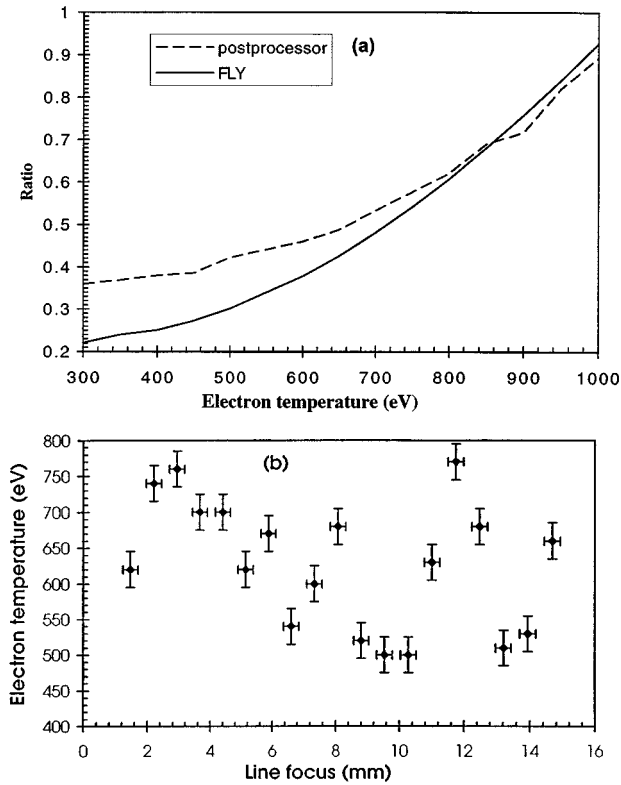 1
0.9
0.8
0.7
0.6
0.5
0.4
0.3
0.2
Ratio
postprocessor
FLY
(a)
300 400 500 600 700 800 900 1000
Electron temperature (eV)
800
750
700
650
600
550
500
450
400
Electron temperature (eV)
(b)
0 2 4 6 8 10 12 14 16
Line focus (mm)